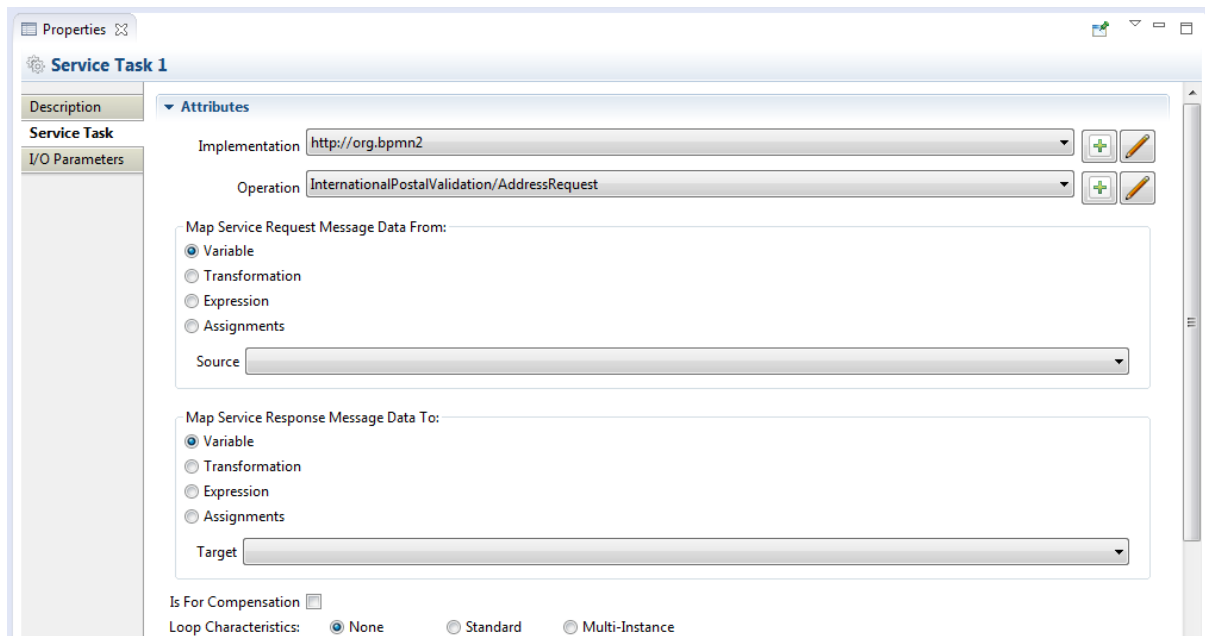 Properties
Service Task 1
Description
Service Task
I/O Parameters
Attributes
Implementation http://org.bpmn2
Operation InternationalPostalValidation/AddressRequest
Map Service Request Message Data From:
Variable
Transformation
Expression
Assignments
Source
Map Service Response Message Data To:
Variable
Transformation
Expression
Assignments
Target
Is For Compensation
Loop Characteristics: None Standard Multi-Instance